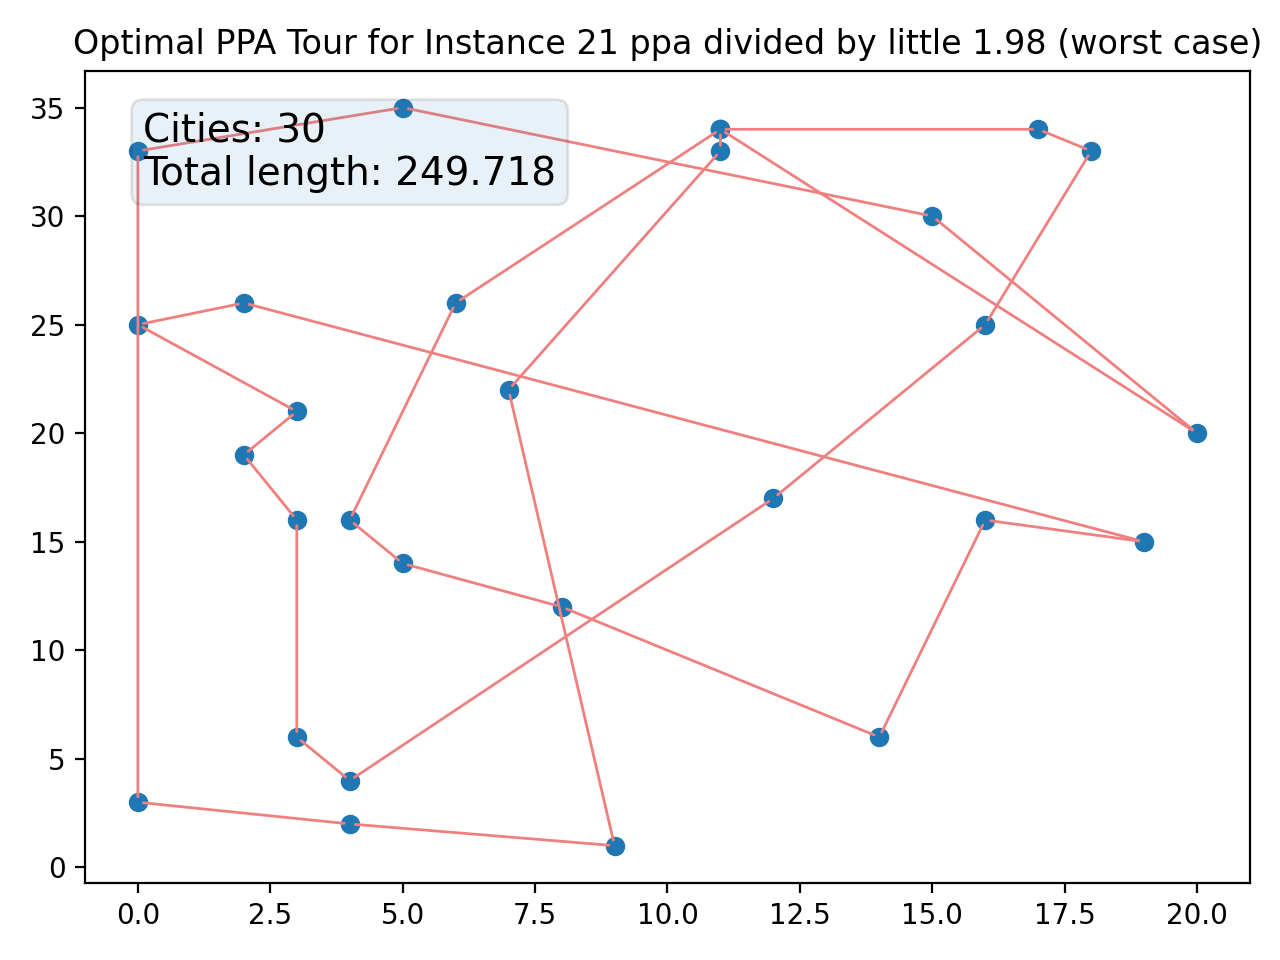 Optimal PPA Tour for Instance 21 ppa divided by little 1.98 (worst case)
Cities: 30
Total length: 249.718
35
30
25
20
15
10
5
0
0.0 2.5 5.0 7.5 10.0 12.5 15.0 17.5 20.0